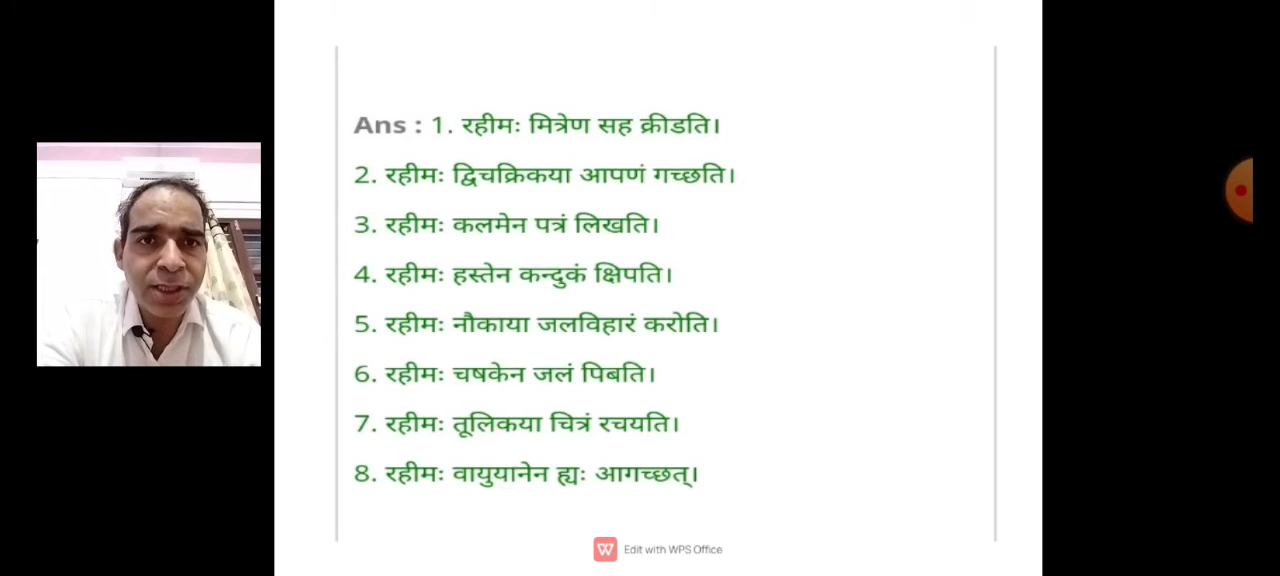 Ans : 1. रहीमः मित्रेण सह क्रीडति।
2. रहीमः द्विचक्रिकया आपणं गच्छति।
3. रहीमः कलमेन पत्रं लिखति।
4. रहीमः हस्तेन कन्दुकं क्षिपति।
5. रहीमः नौकाया जलविहारं करोति।
6. रहीमः चषकेन जलं पिबति।
7. रहीमः तूलिकया चित्रं रचयति।
8. रहीमः वायुयानेन ह्यः आगच्छत्।
W Edit with WPS Office